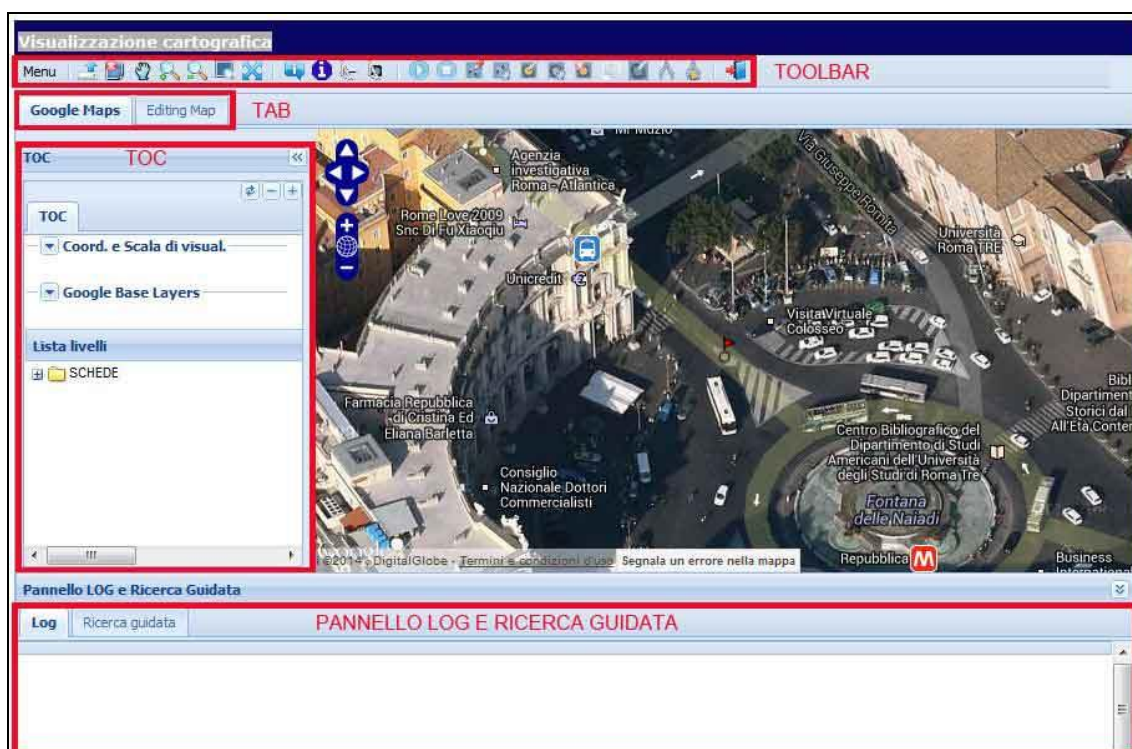 Visualizzazione cartografica
Menu
TOOLBAR
Google Maps
Editing Map
TAB
TOC
TOC
TOC
Coord. e Scala di visual.
Google Base Layers
Lista livelli
SCHEDE
Mr Muzio
Agenzia
investigativa
Roma - Atlantica
Via Giuseppe Romita
Rome Love 2009
Snc Di Fu Xiaoqiu
Università
Roma TRE
Unicredit
Visita Virtuale
Colosseo
Farmacia Repubblica
di Cristina Ed
Eliana Barletta
Bibl
Dipartiment
Storici dal
All'Età Conter
Centro Bibliografico del
Dipartimento di Studi
Americani dell'Università
degli Studi di Roma Tre
Consiglio
Nazionale Dottori
Commercialisti
Fontana
delle Naiadi
Repubblica
M
Business
International
©2014 - DigitalGlobe - Termini e condizioni d'uso Segnala un errore nella mappa
Pannello LOG e Ricerca Guidata
Log
Ricerca guidata
PANNELLO LOG E RICERCA GUIDATA